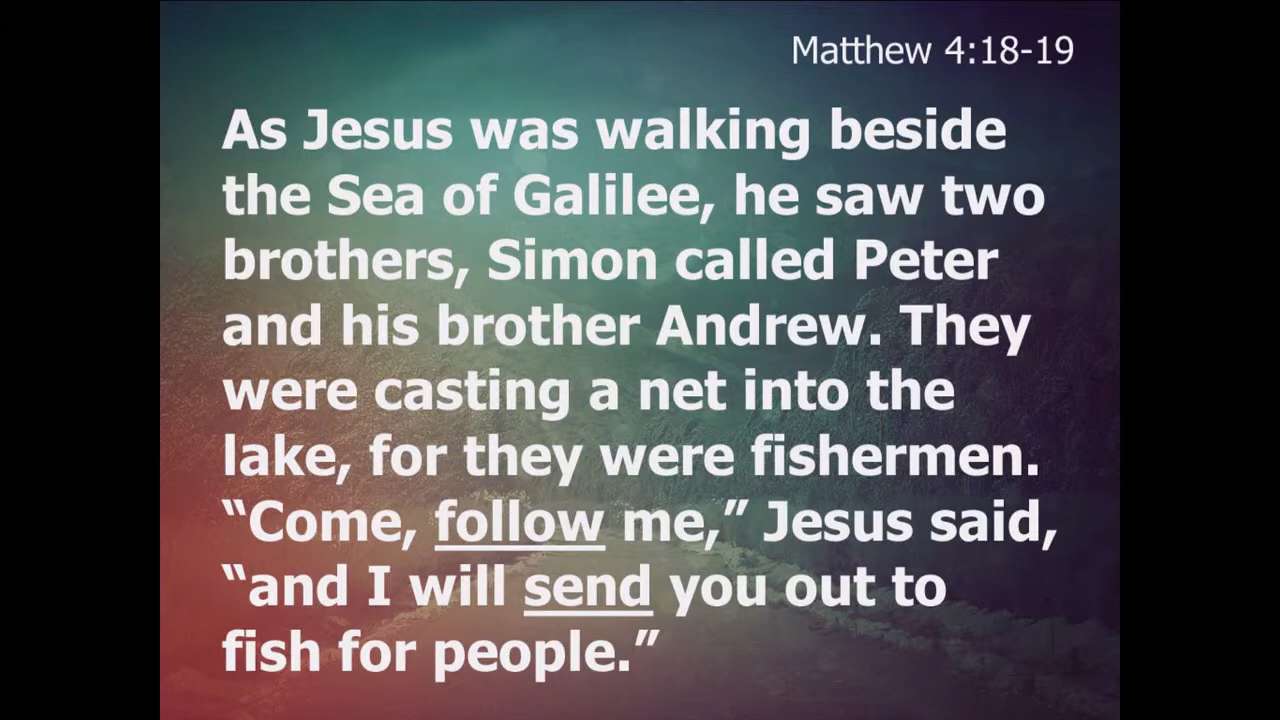 Matthew 4:18-19
As Jesus was walking beside
the Sea of Galilee, he saw two
brothers, Simon called Peter
and his brother Andrew. They
were casting a net into the
lake, for they were fishermen.
“Come, follow me,” Jesus said,
“and I will send you out to
fish for people.”